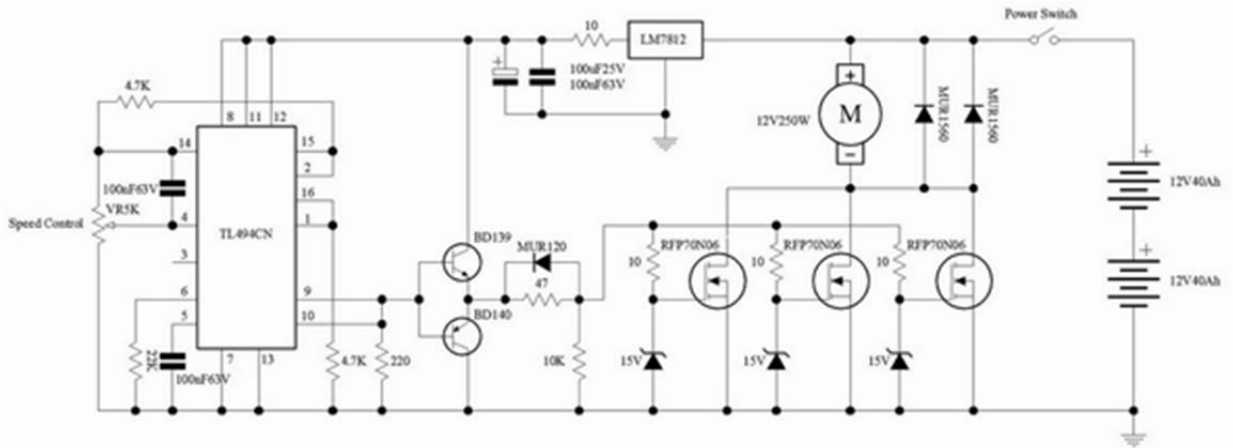 Power Switch
10
LM7812
100uF25V
100nF63V
4.7K
8
11
12
14
15
2
16
1
100nF63V
VR5K
Speed Control
4
TL494CN
3
6
5
9
10
7
13
22K
100nF63V
4.7K
220
BD139
BD140
MUR120
47
10K
12V250W
+
M
−
MUR1560
MUR1560
RFP70N06
RFP70N06
RFP70N06
10
10
10
15V
15V
15V
+
12V40Ah
+
12V40Ah
+